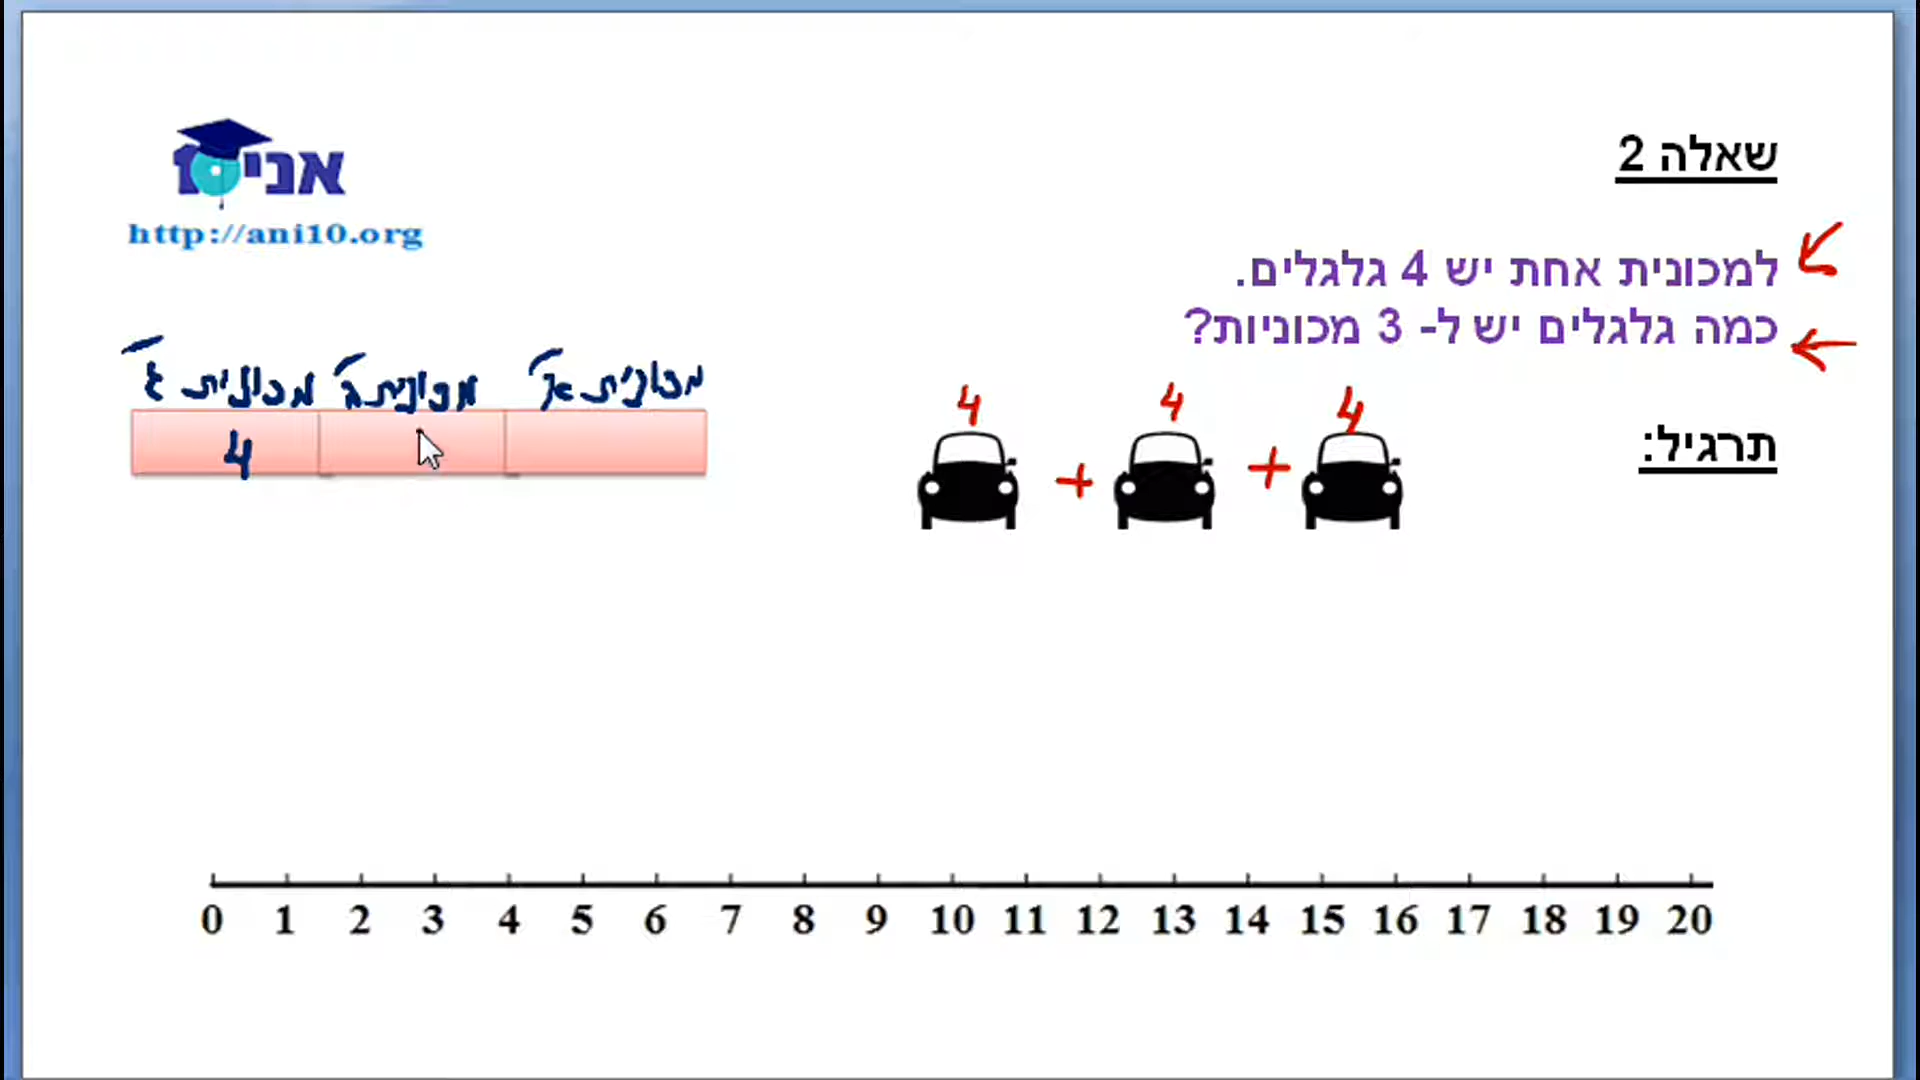 שאלה 2
אני10
http://ani10.org
למכונית אחת יש 4 גלגלים.
כמה גלגלים יש ל- 3 מכוניות?
תרגיל:
4 + 4 + 4
מכונית א' מכונית ב' מכונית ג'
4
0 1 2 3 4 5 6 7 8 9 10 11 12 13 14 15 16 17 18 19 20